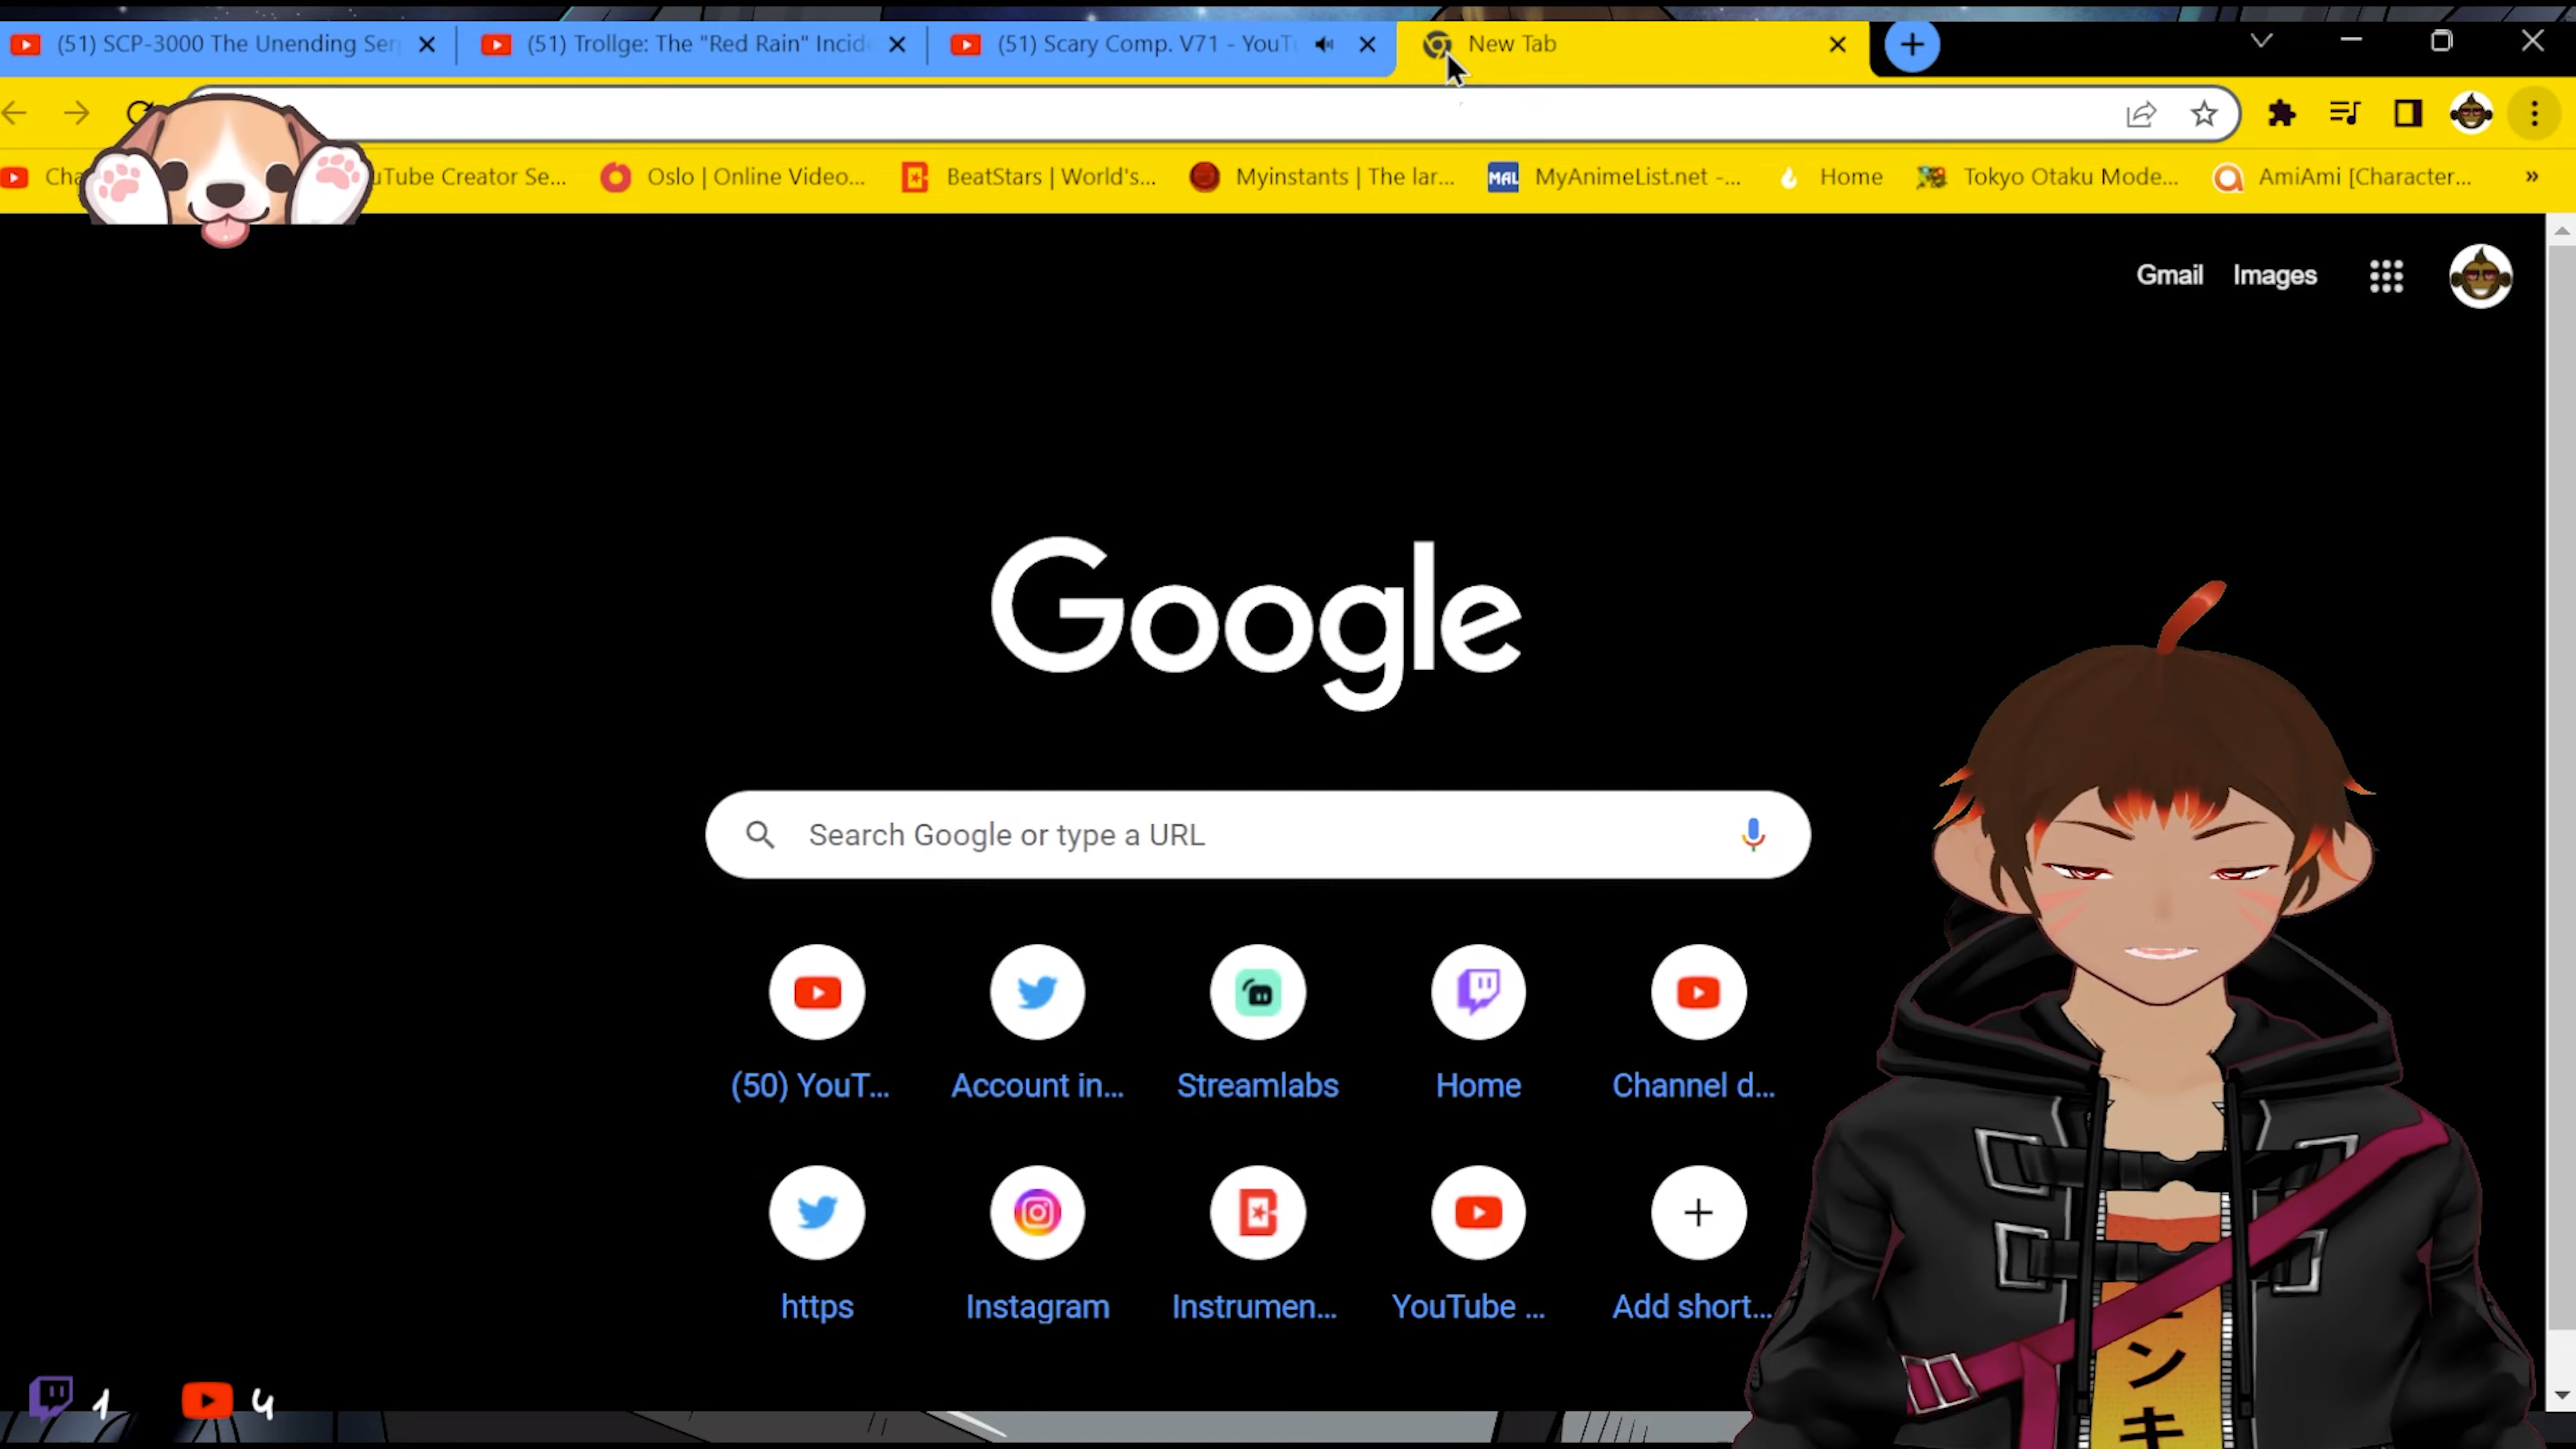 (51) SCP-3000 The Unending Ser
(51) Trollge: The "Red Rain" Incid
(51) Scary Comp. V71 - YouTu
New Tab
Cha
uTube Creator Se...
Oslo | Online Video...
BeatStars | World's...
Myinstants | The lar...
MAL
MyAnimeList.net -...
Home
Tokyo Otaku Mode...
AmiAmi [Character...
»
Gmail
Images
Google
Search Google or type a URL
(50) YouT...
Account in...
Streamlabs
Home
Channel d...
https
Instagram
Instrumen...
YouTube ...
Add short...
1
4
ン
キ